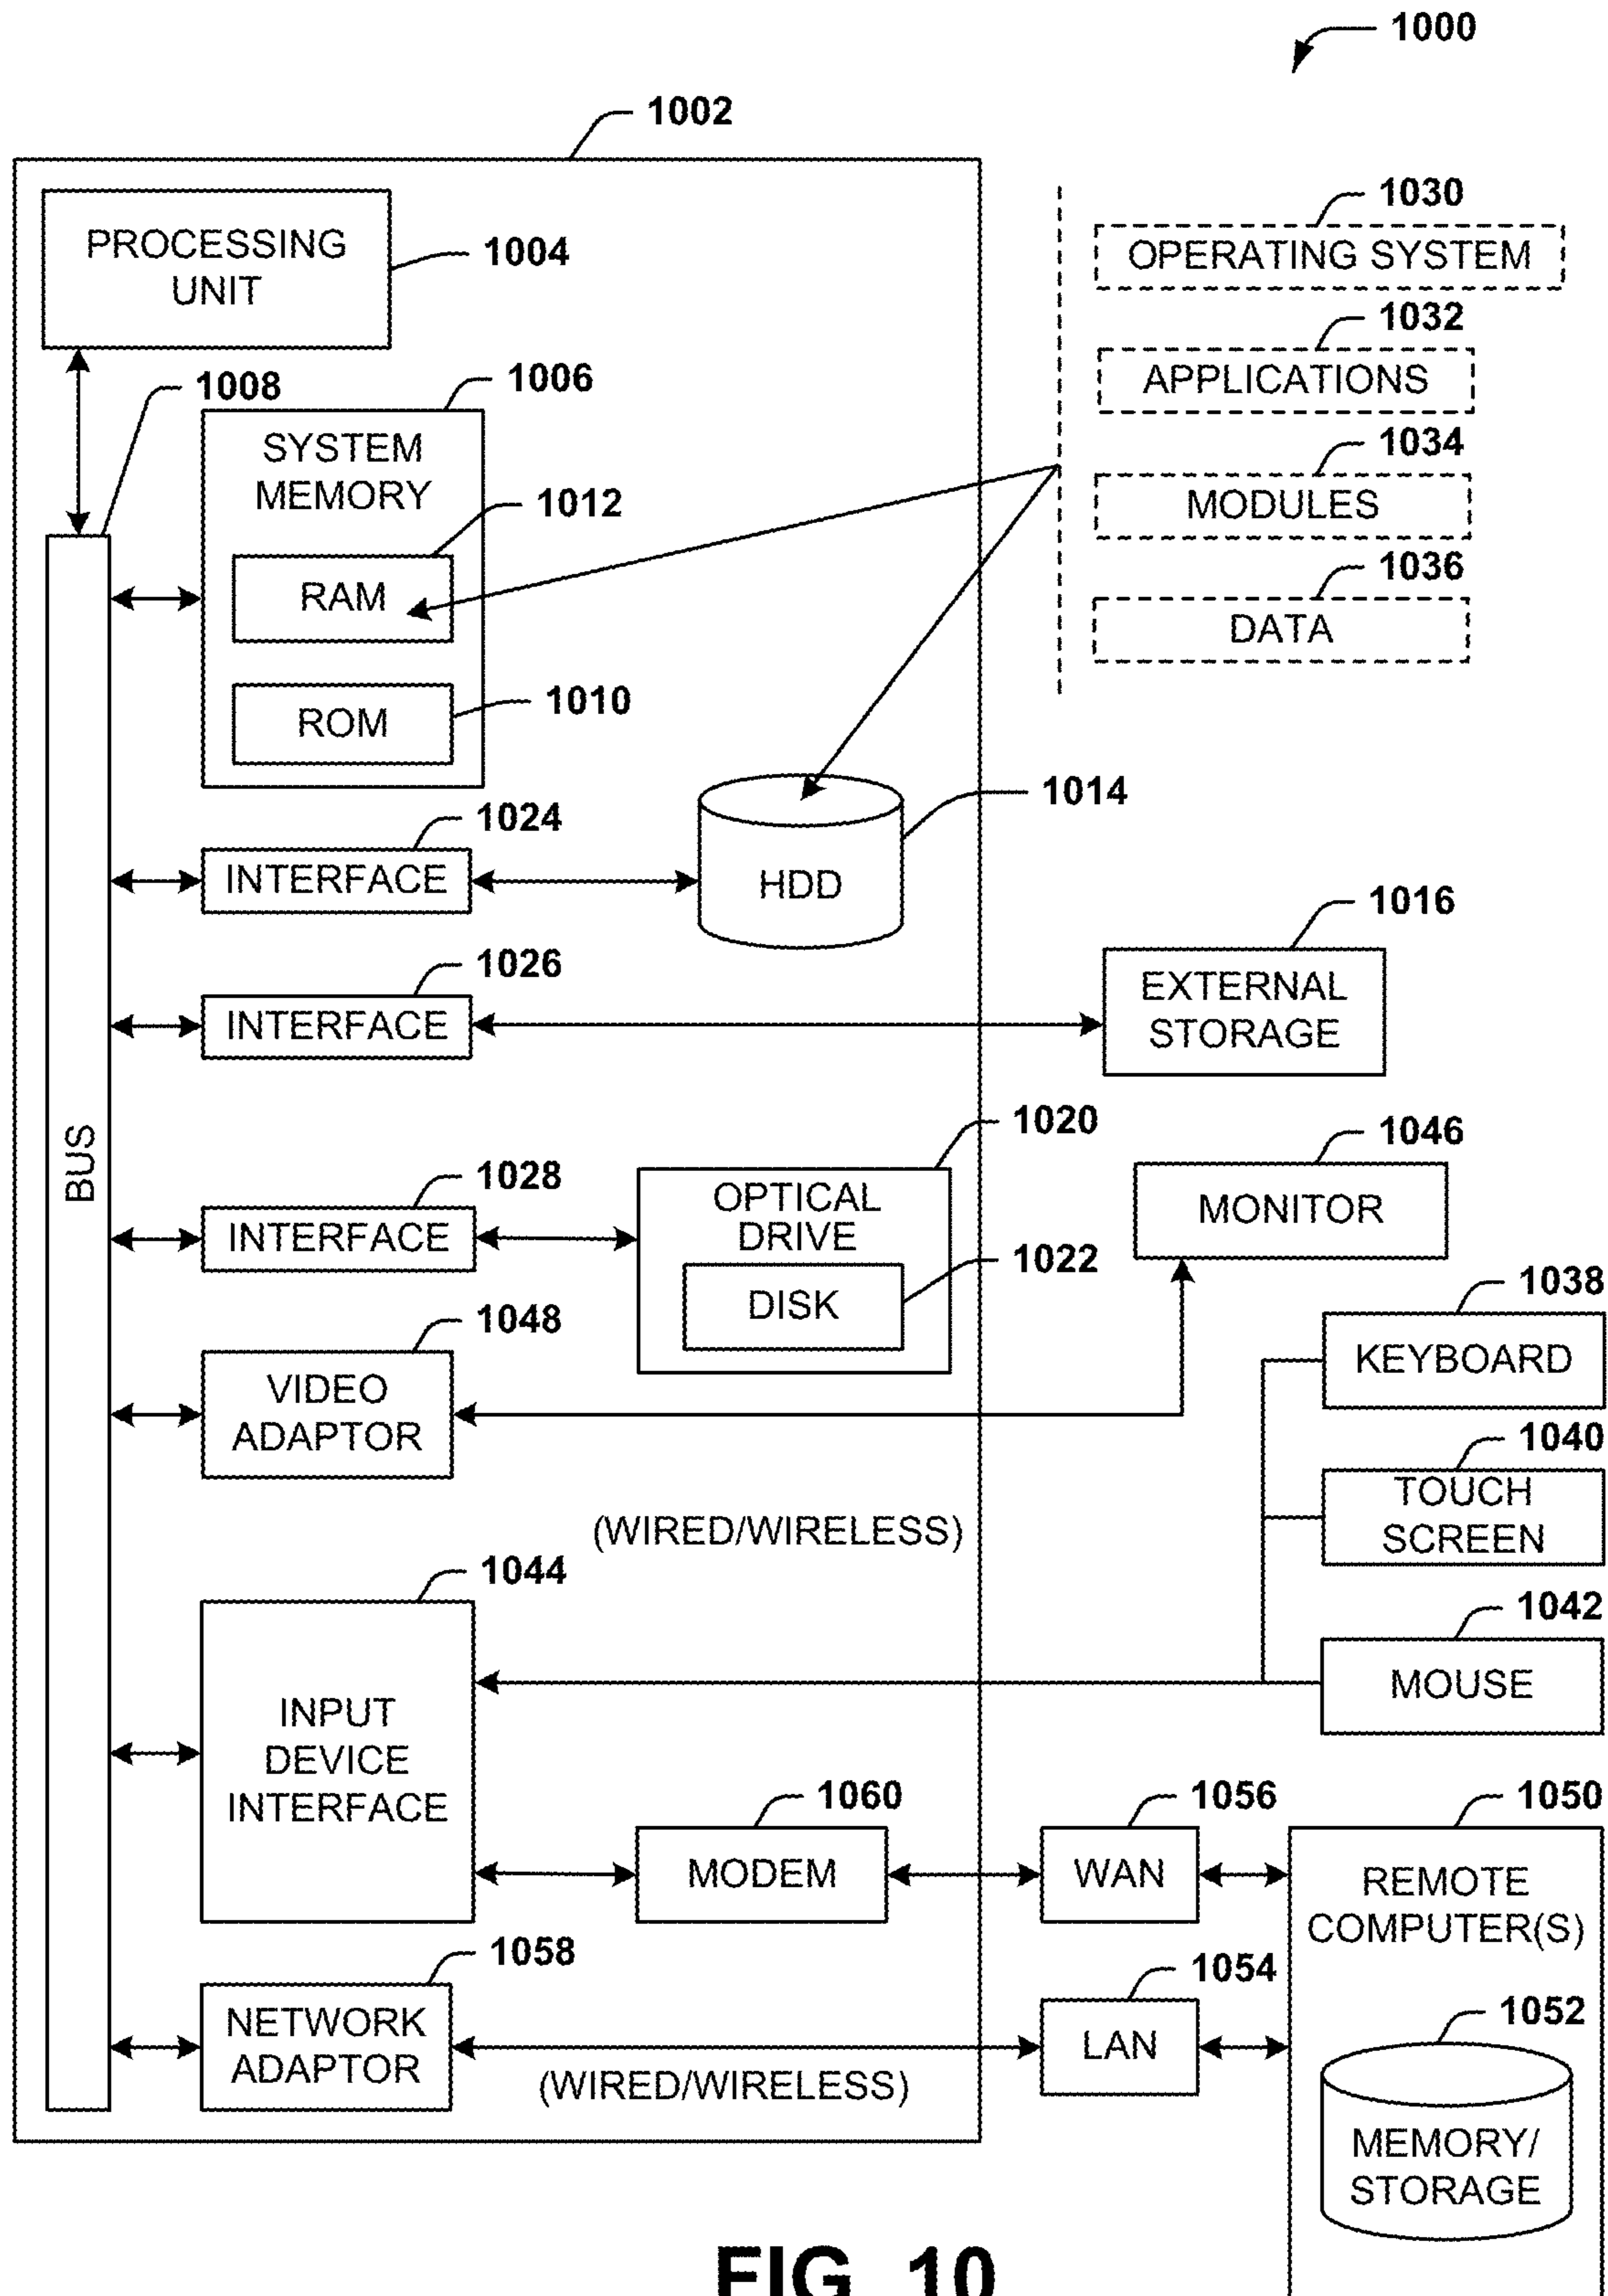 1000
1002
PROCESSING
UNIT
1004
1030
OPERATING SYSTEM
1032
APPLICATIONS
1034
MODULES
1036
DATA
1008
1006
SYSTEM
MEMORY
1012
RAM
1010
ROM
1024
INTERFACE
1014
HDD
1026
INTERFACE
1016
EXTERNAL
STORAGE
BUS
1028
INTERFACE
1020
OPTICAL
DRIVE
1022
DISK
1046
MONITOR
1048
VIDEO
ADAPTOR
1038
KEYBOARD
1040
TOUCH
SCREEN
(WIRED/WIRELESS)
1044
INPUT
DEVICE
INTERFACE
1042
MOUSE
1060
MODEM
1056
WAN
1050
REMOTE
COMPUTER(S)
1058
NETWORK
ADAPTOR
(WIRED/WIRELESS)
1054
LAN
1052
MEMORY/
STORAGE
FIG. 10